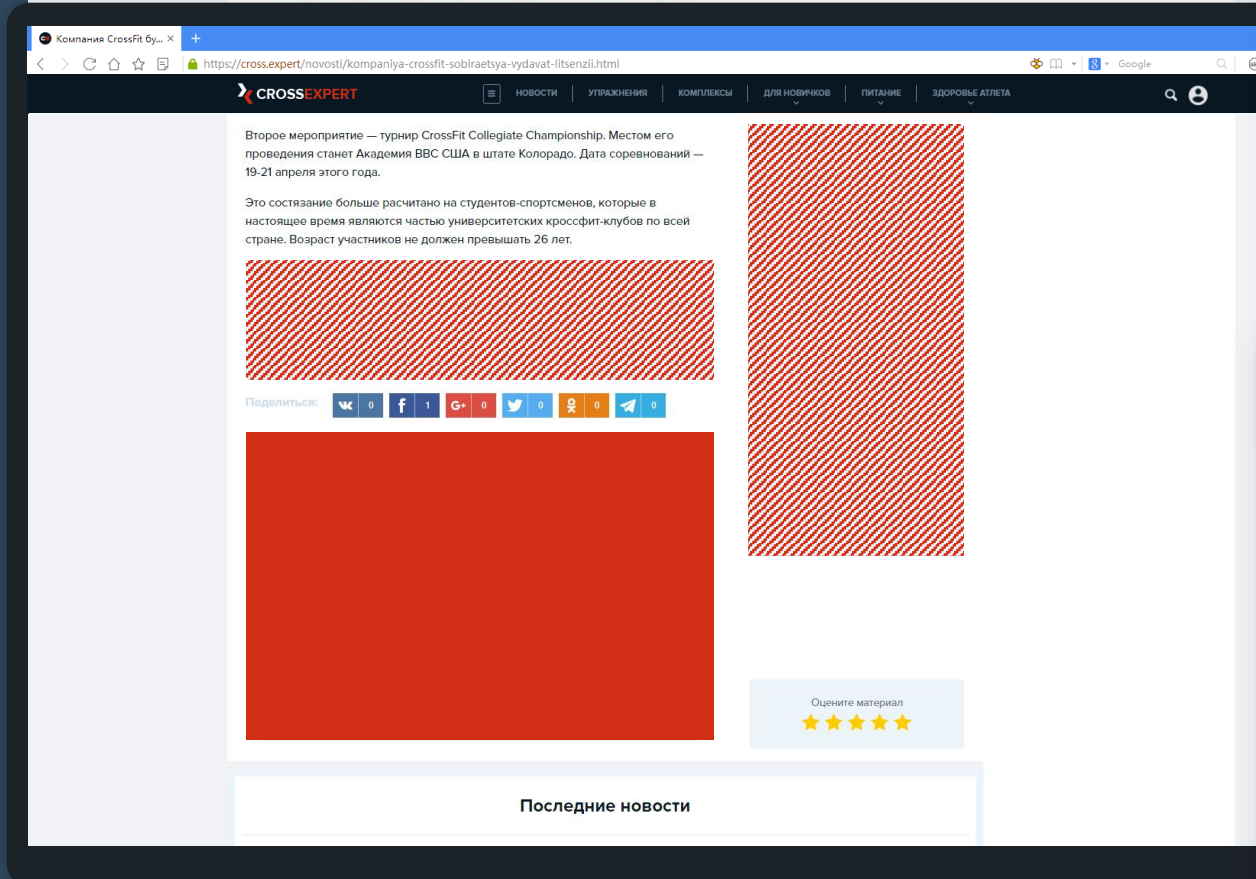 Компания CrossFit бу...
https://cross.expert/novosti/kompaniya-crossfit-sobiraetsya-vydavat-litsenzii.html
Google
CROSSEXPERT
НОВОСТИ
УПРАЖНЕНИЯ
КОМПЛЕКСЫ
ДЛЯ НОВИЧКОВ
ПИТАНИЕ
ЗДОРОВЬЕ АТЛЕТА
Второе мероприятие — турнир CrossFit Collegiate Championship. Местом его
проведения станет Академия ВВС США в штате Колорадо. Дата соревнований —
19-21 апреля этого года.
Это состязание больше расчитано на студентов-спортсменов, которые в
настоящее время являются частью университетских кроссфит-клубов по всей
стране. Возраст участников не должен превышать 26 лет.
Поделиться: 0 1 G+ 0 0 0 0
Оцените материал
Последние новости